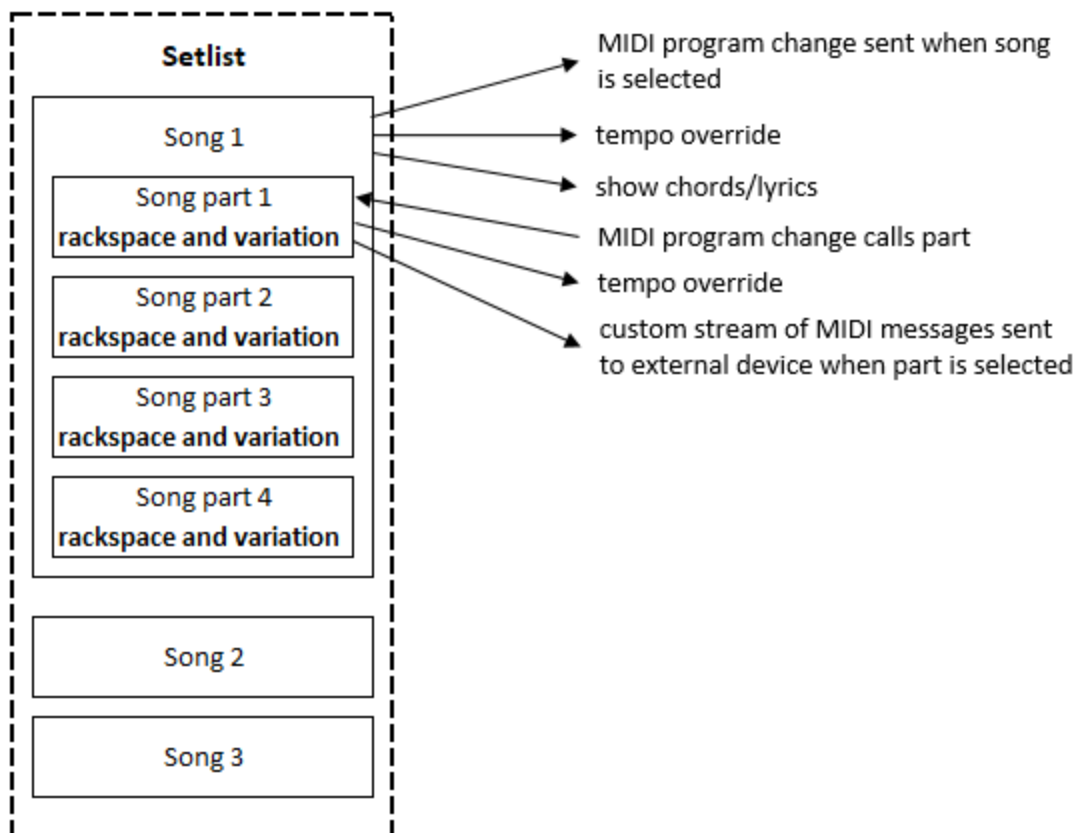 Setlist
Song 1
Song part 1
rackspace and variation
Song part 2
rackspace and variation
Song part 3
rackspace and variation
Song part 4
rackspace and variation
Song 2
Song 3
MIDI program change sent when song
is selected
tempo override
show chords/lyrics
MIDI program change calls part
tempo override
custom stream of MIDI messages sent
to external device when part is selected